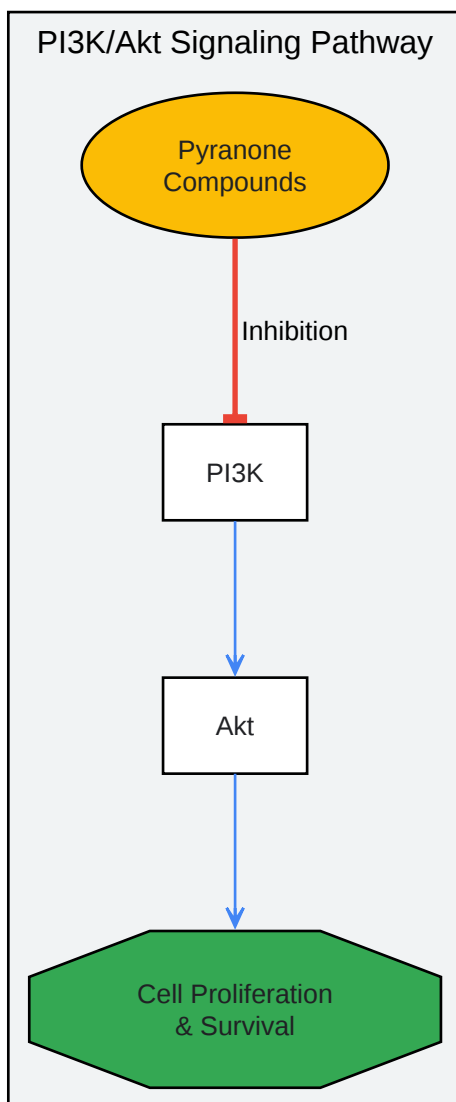 PI3K/Akt Signaling Pathway
Pyranone
Compounds
Inhibition
PI3K
Akt
Cell Proliferation
& Survival